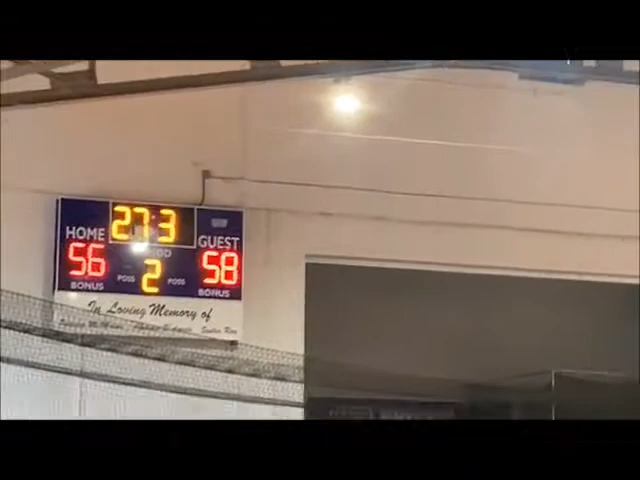 27:3
HOME
GUEST
56
2
58
POSS
POSS
BONUS
BONUS
In Loving Memory of